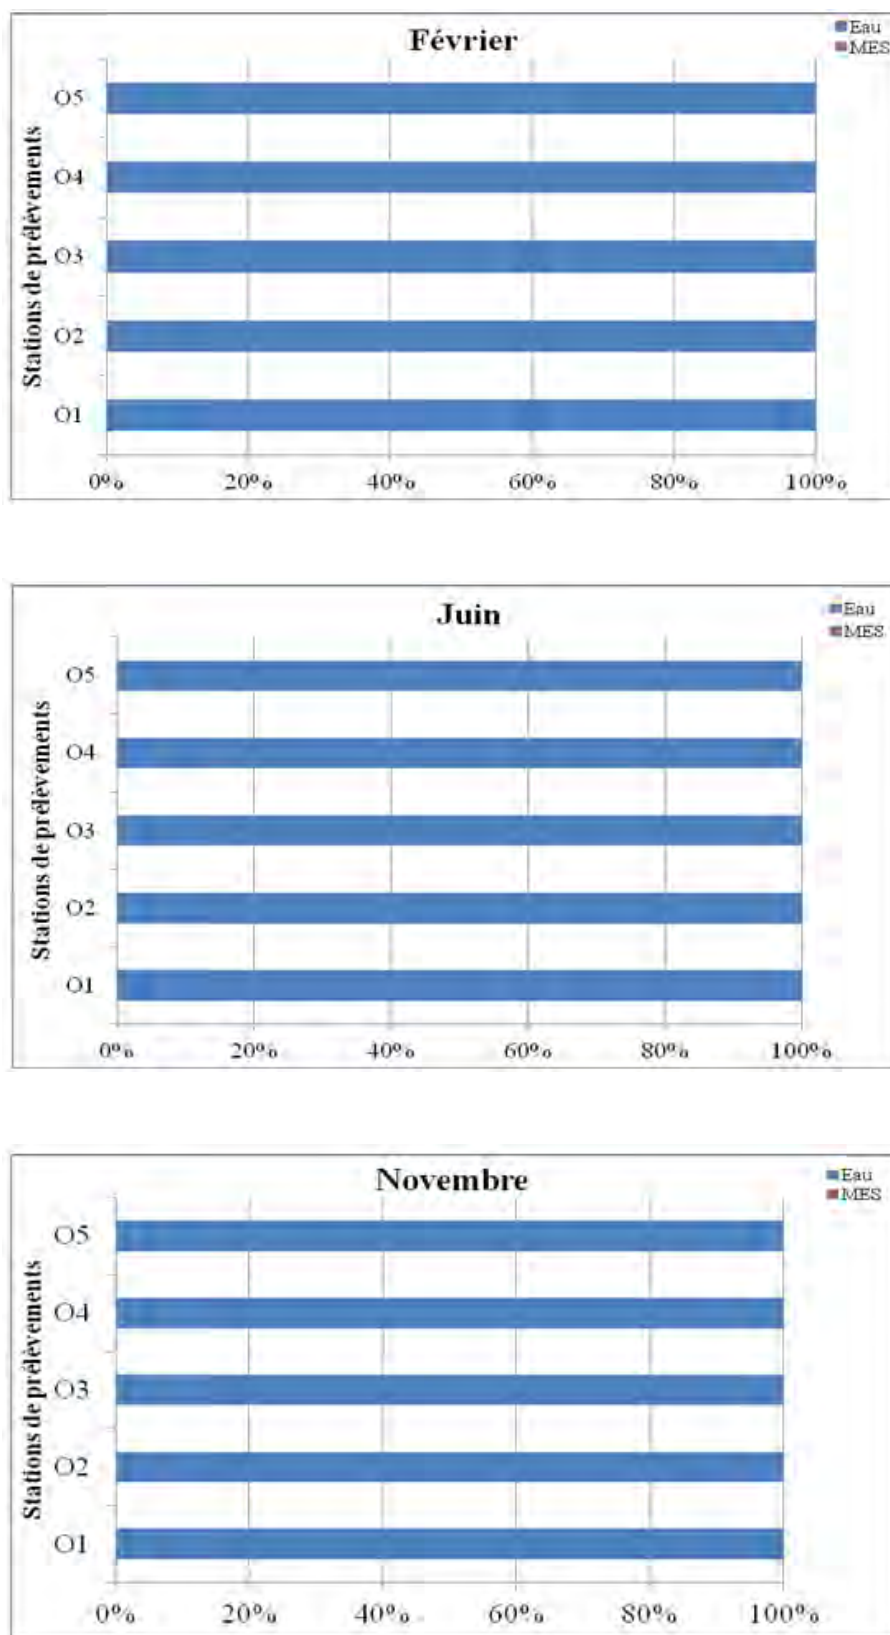 Février
Eau
MES
Stations de prélèvements
O5
O4
O3
O2
O1
0% 20% 40% 60% 80% 100%
Juin
Eau
MES
Stations de prélèvements
O5
O4
O3
O2
O1
0% 20% 40% 60% 80% 100%
Novembre
Eau
MES
Stations de prélèvements
O5
O4
O3
O2
O1
0% 20% 40% 60% 80% 100%